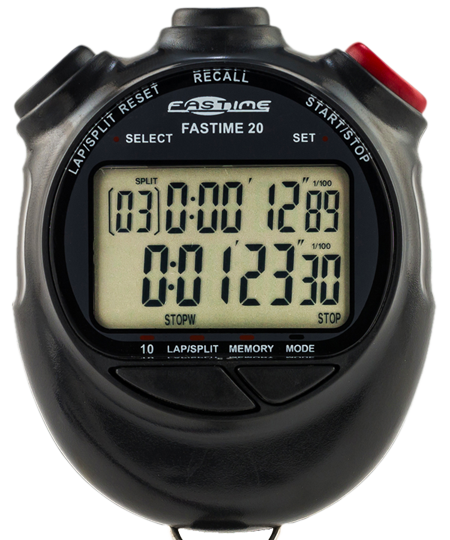 RECALL
LAP/SPLIT RESET
START/STOP
FASTIME
SELECT
FASTIME 20
SET
SPLIT
1/100
(03) 0:00' 12" 89
1/100
0:01' 23" 30
STOPW STOP
10 LAP/SPLIT MEMORY MODE